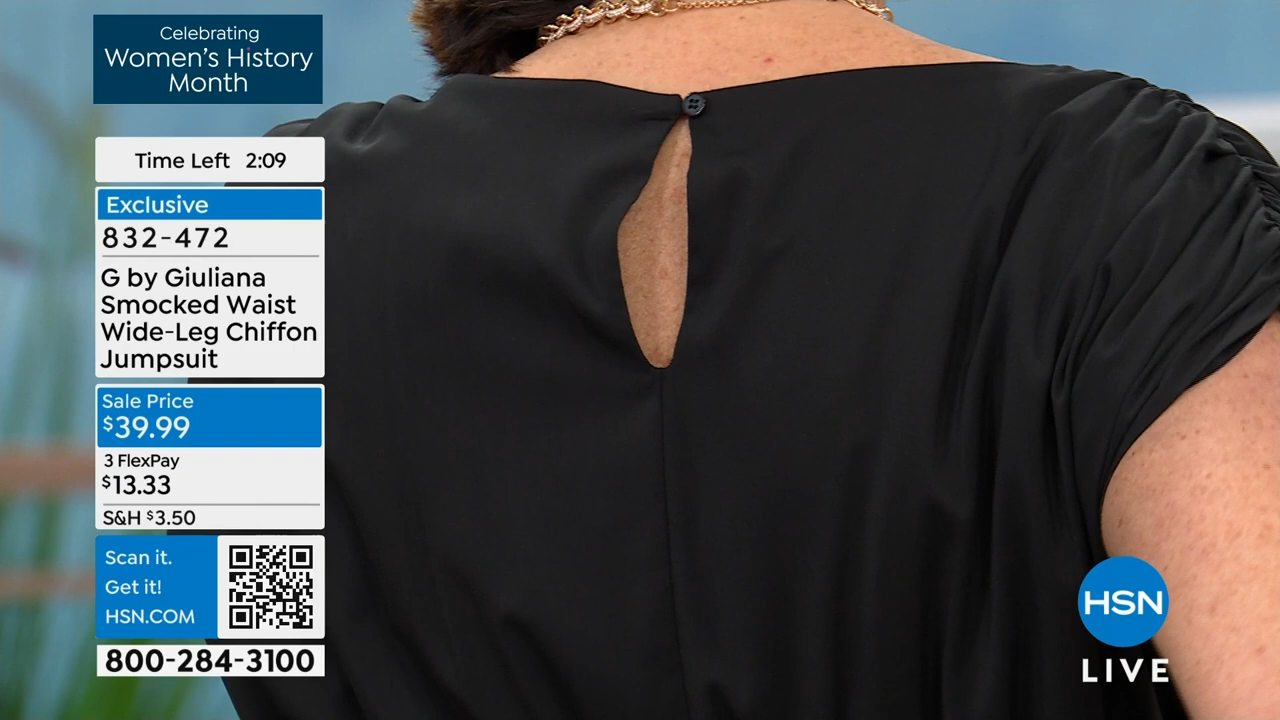 Celebrating
Women's History
Month
Time Left 2:09
Exclusive
832-472
G by Giuliana
Smocked Waist
Wide-Leg Chiffon
Jumpsuit
Sale Price
$39.99
3 FlexPay
$13.33
S&H $3.50
Scan it.
Get it!
HSN.COM
800-284-3100
HSN
LIVE